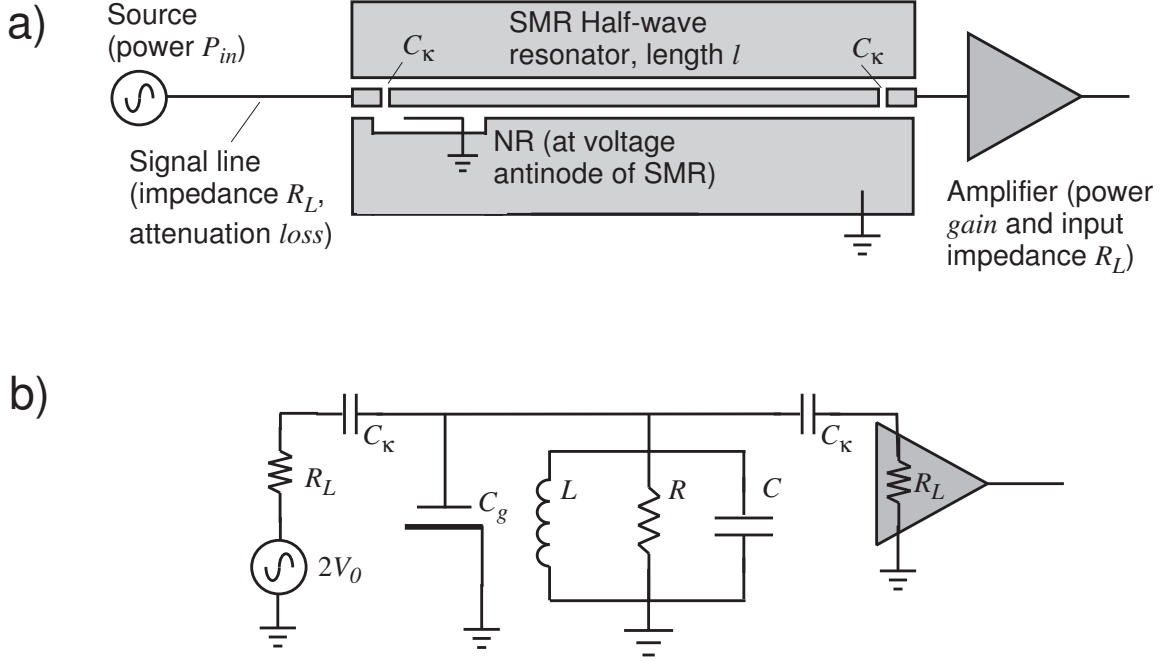 a)
Source
(power P_in)
C_κ
SMR Half-wave
resonator, length l
C_κ
Signal line
(impedance R_L,
attenuation loss)
NR (at voltage
antinode of SMR)
Amplifier (power
gain and input
impedance R_L)
b)
C_κ
C_κ
R_L
C_g
L
R
C
R_L
2V_0